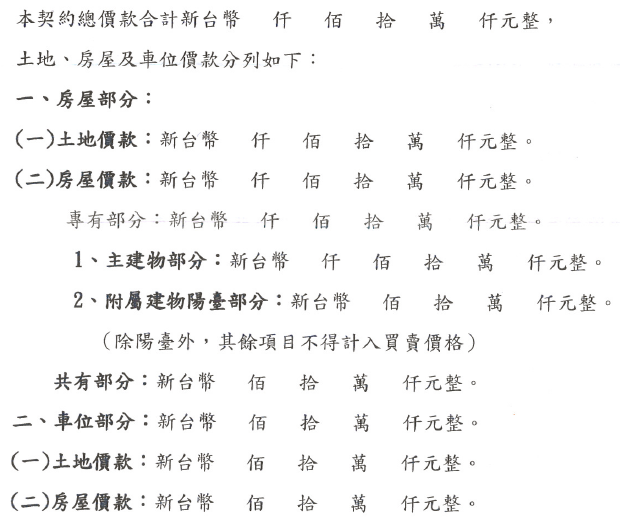 本契約總價款合計新台幣　仟　佰　拾　萬　仟元整，
土地、房屋及車位價款分列如下：
一、房屋部分：
(一)土地價款：新台幣　仟　佰　拾　萬　仟元整。
(二)房屋價款：新台幣　仟　佰　拾　萬　仟元整。
專有部分：新台幣　仟　佰　拾　萬　仟元整。
1、主建物部分：新台幣　仟　佰　拾　萬　仟元整。
2、附屬建物陽臺部分：新台幣　佰　拾　萬　仟元整。
（除陽臺外，其餘項目不得計入買賣價格）
共有部分：新台幣　佰　拾　萬　仟元整。
二、車位部分：新台幣　佰　拾　萬　仟元整。
(一)土地價款：新台幣　佰　拾　萬　仟元整。
(二)房屋價款：新台幣　佰　拾　萬　仟元整。